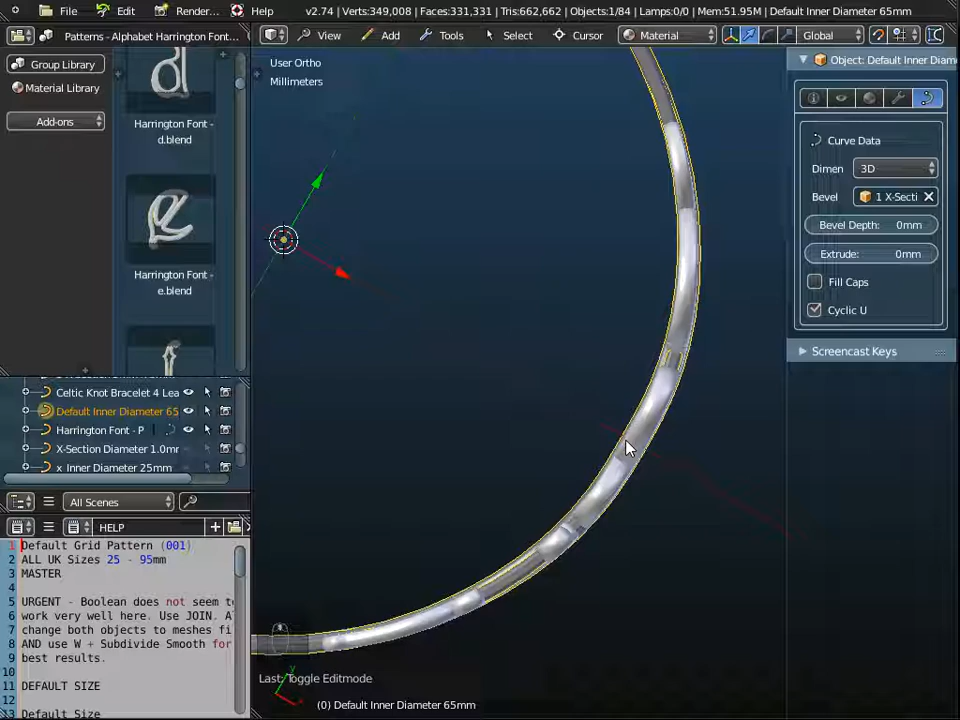 File Edit Render... Help v2.74 | Verts:349,008 | Faces:331,331 | Tris:662,662 | Objects:1/84 | Lamps:0/0 | Mem:51.95M | Default Inner Diameter 65mm
Patterns - Alphabet Harrington Font...
View Add Tools Select Cursor Material Global
Group Library
Material Library
Add-ons
Harrington Font -
d.blend
Harrington Font -
e.blend
User Ortho
Millimeters
Object: Default Inner Diam
Curve Data
Dimen 3D
Bevel 1 X-Secti
Bevel Depth: 0mm
Extrude: 0mm
Fill Caps
Cyclic U
Screencast Keys
Celtic Knot Bracelet 4 Lea
Default Inner Diameter 65
Harrington Font - P
X-Section Diameter 1.0mr
x Inner Diameter 25mm
All Scenes
HELP
1 Default Grid Pattern (001)
2 ALL UK Sizes 25 - 95mm
3 MASTER
4
5 URGENT - Boolean does not seem t
6 work very well here. Use JOIN. A
7 change both objects to meshes fi
8 AND use W + Subdivide Smooth for
9 best results.
10
11 DEFAULT SIZE
12
13 Default Size
Last: Toggle Editmode
(0) Default Inner Diameter 65mm
y